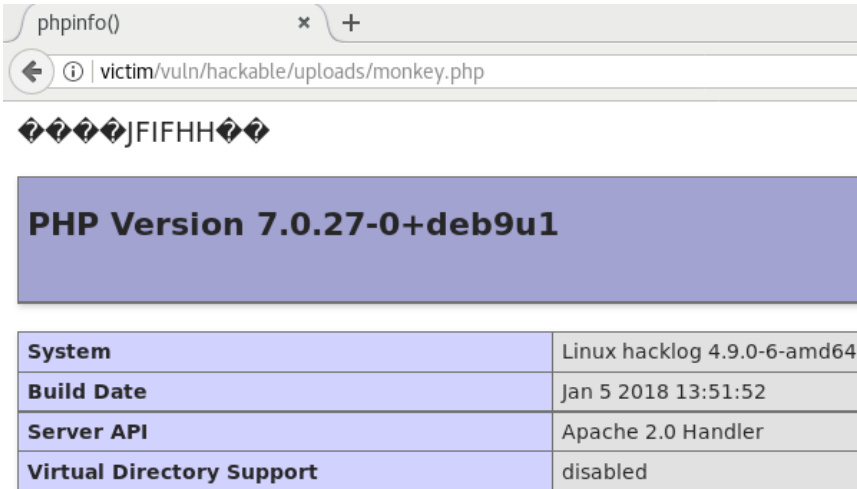 phpinfo()
victim/vuln/hackable/uploads/monkey.php
����JFIFHH��
PHP Version 7.0.27-0+deb9u1
System Linux hacklog 4.9.0-6-amd64
Build Date Jan 5 2018 13:51:52
Server API Apache 2.0 Handler
Virtual Directory Support disabled